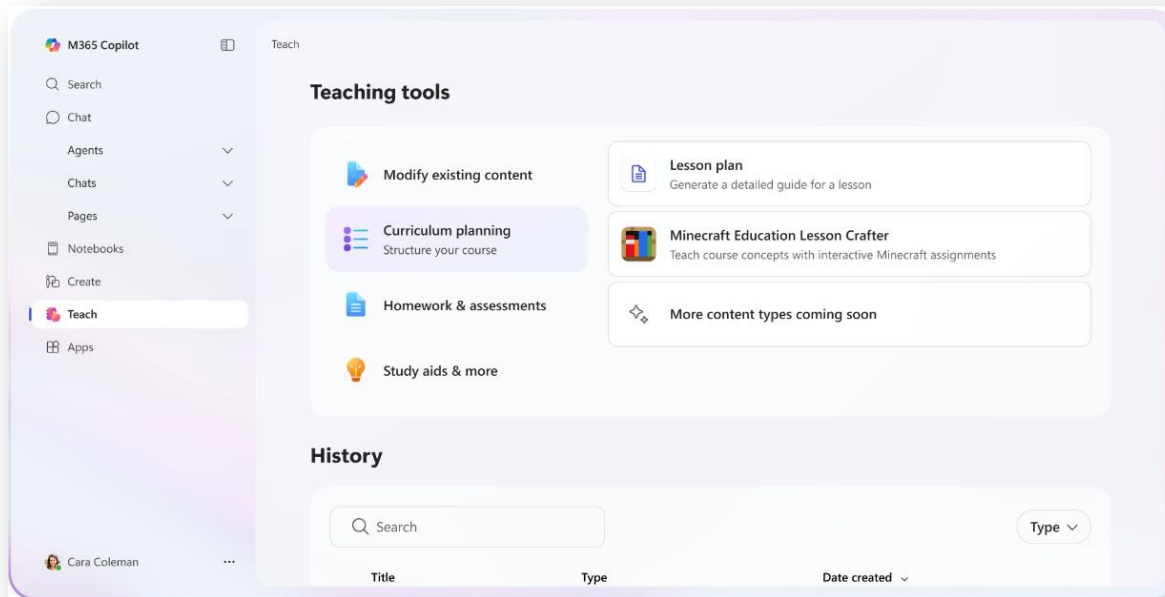 M365 Copilot
Search
Chat
Agents
Chats
Pages
Notebooks
Create
Teach
Apps
Cara Coleman
Teach
Teaching tools
Modify existing content
Curriculum planning
Structure your course
Homework & assessments
Study aids & more
Lesson plan
Generate a detailed guide for a lesson
Minecraft Education Lesson Crafter
Teach course concepts with interactive Minecraft assignments
More content types coming soon
History
Search
Type
Title Type Date created